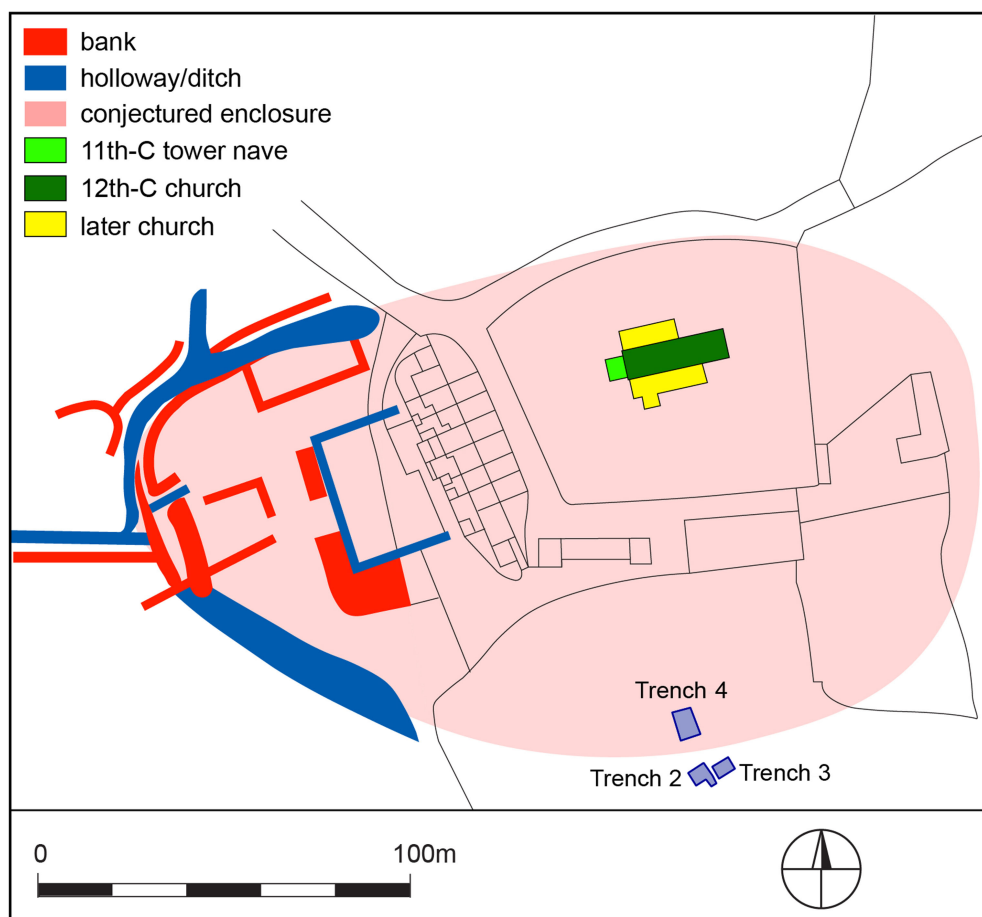 bank
holloway/ditch
conjectured enclosure
11th-C tower nave
12th-C church
later church
Trench 4
Trench 2
Trench 3
0
100m